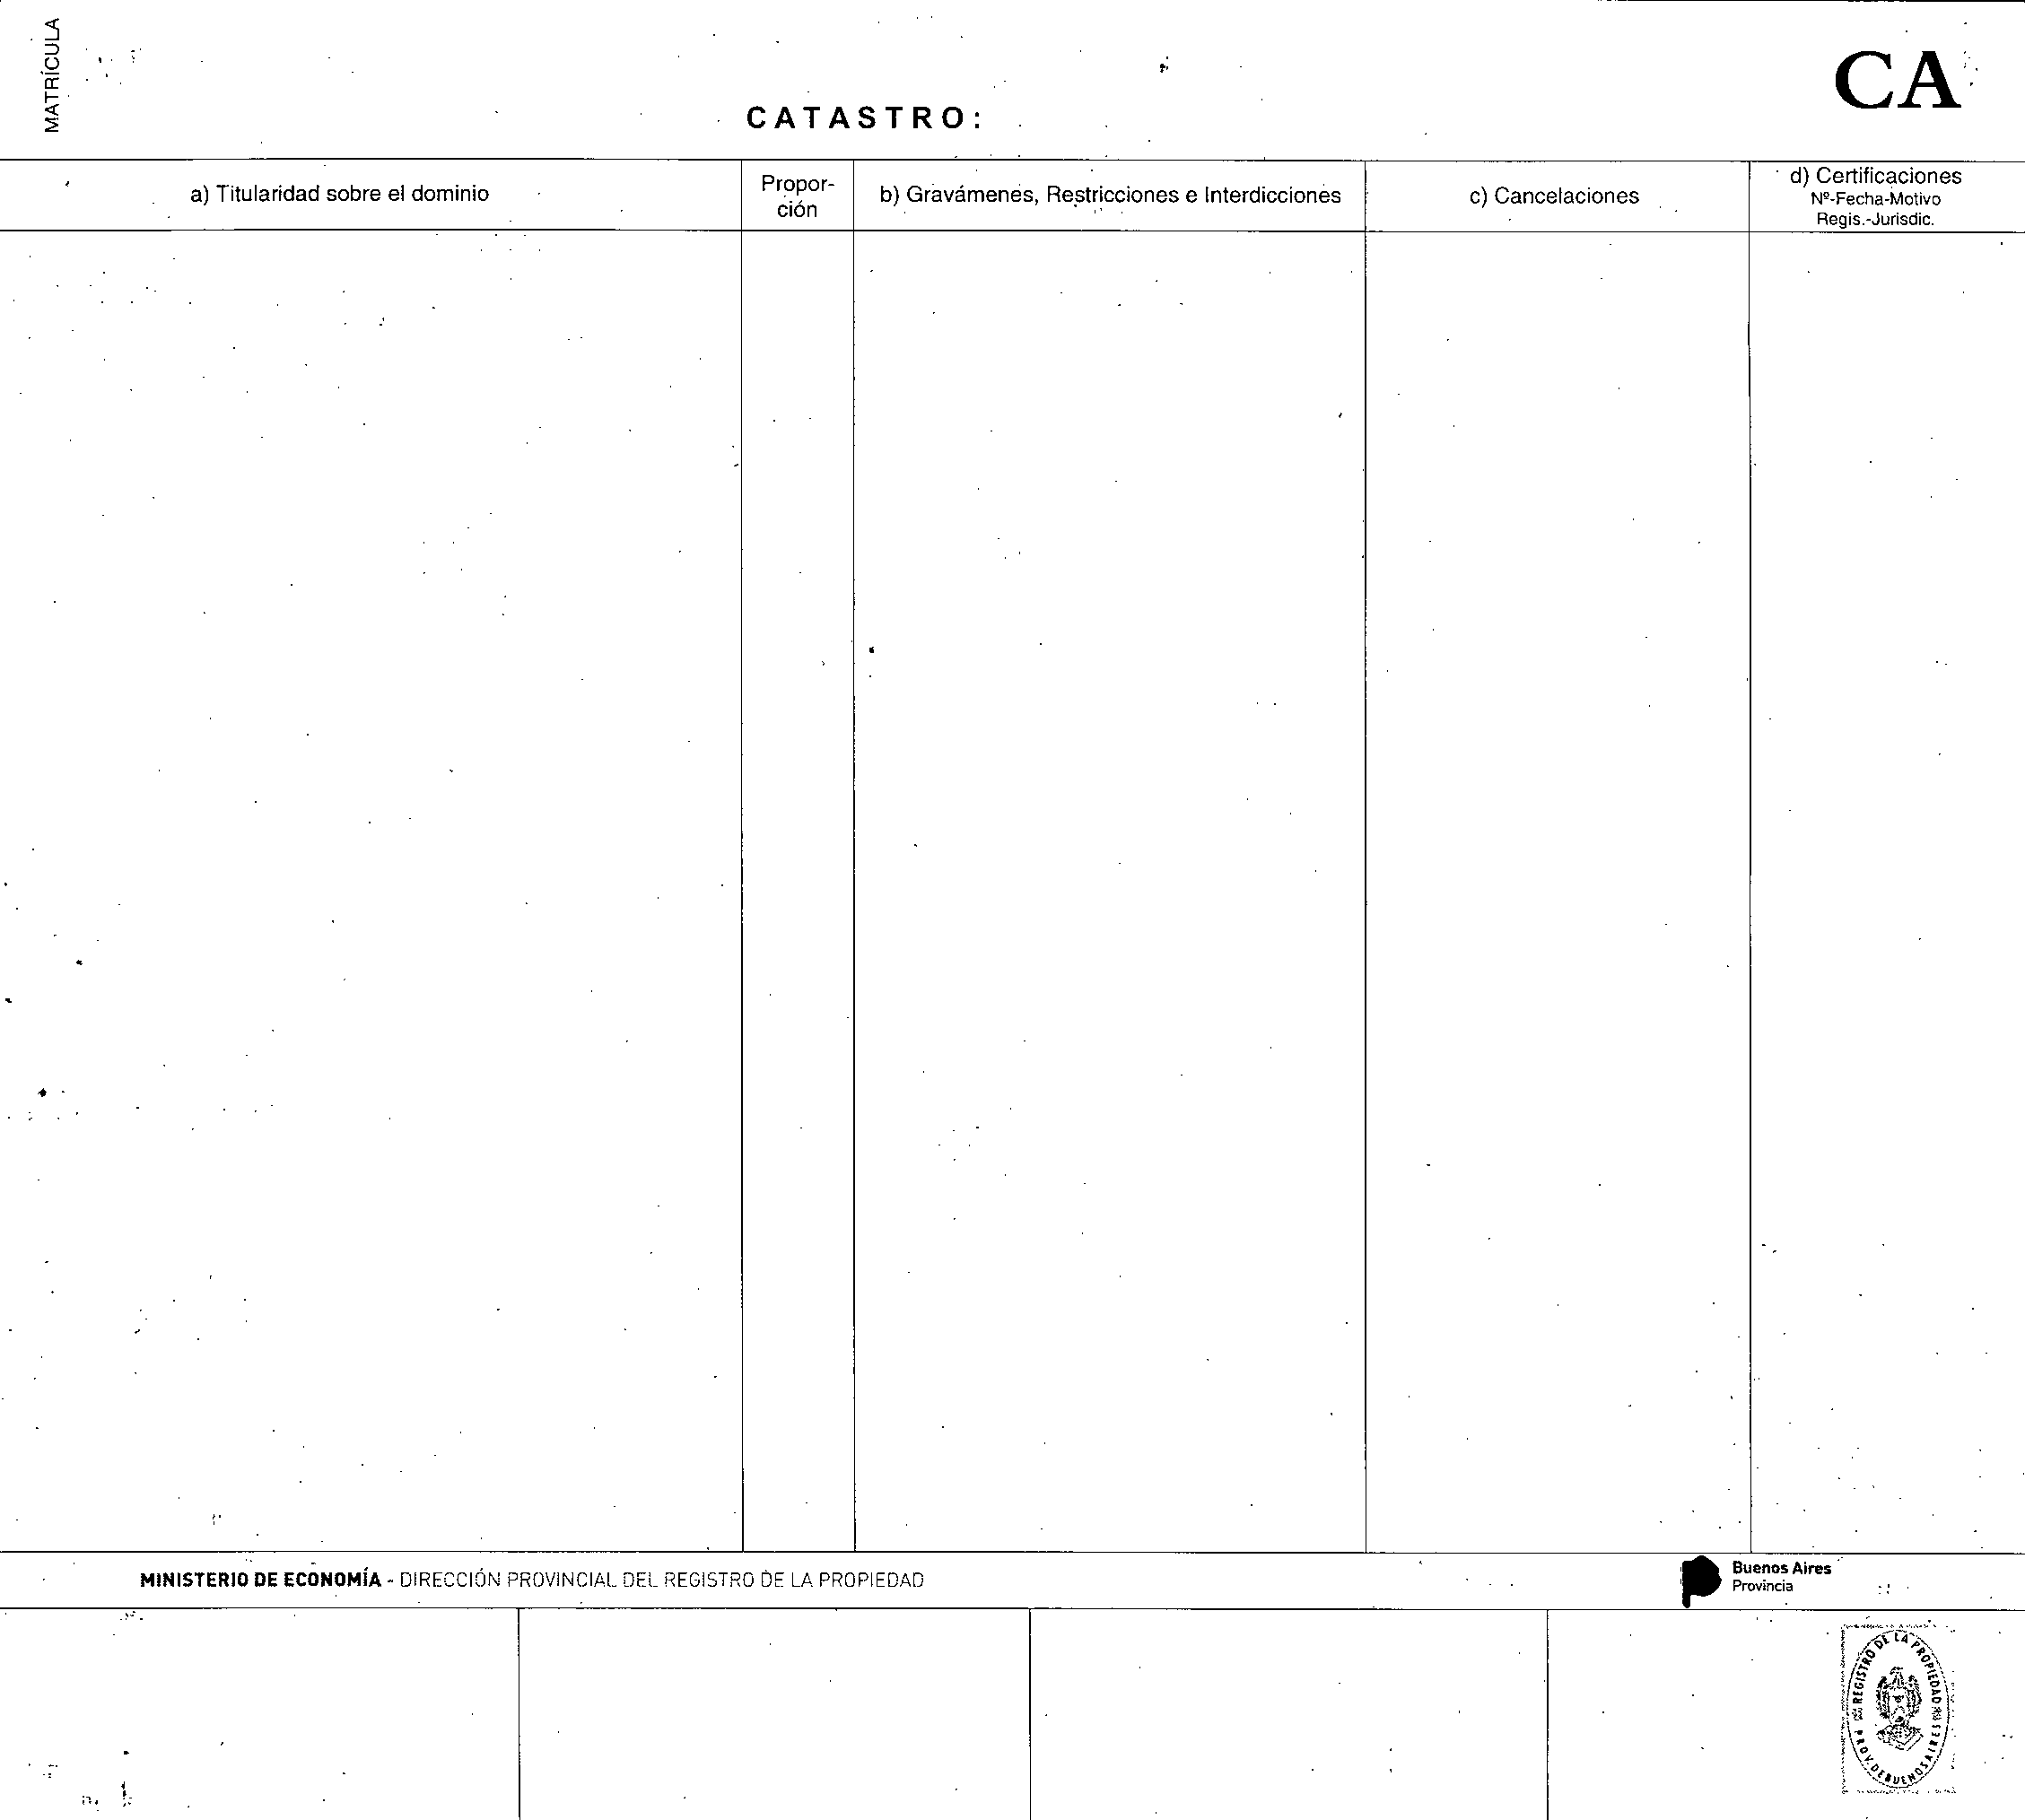 MATRÍCULA
CA
CATASTRO:
a) Titularidad sobre el dominio
Propor-
ción
b) Gravámenes, Restricciones e Interdicciones
c) Cancelaciones
d) Certificaciones
Nº-Fecha-Motivo
Regis.-Jurisdic.
MINISTERIO DE ECONOMÍA - DIRECCIÓN PROVINCIAL DEL REGISTRO DE LA PROPIEDAD
Buenos Aires
Provincia
REGISTRO DE LA PROPIEDAD
PROV. DE BUENOS AIRES